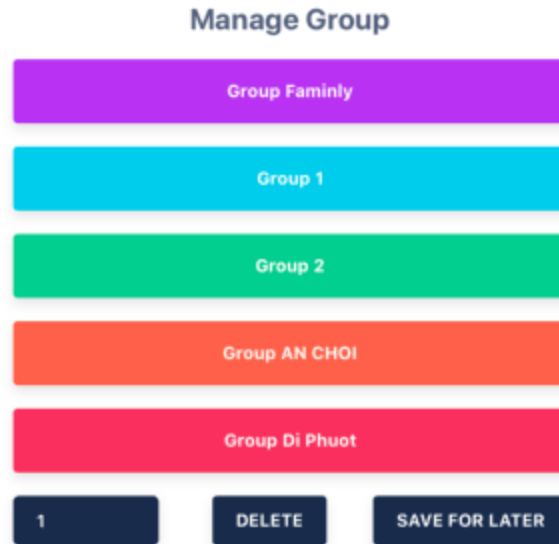 Manage Group
Group Faminly
Group 1
Group 2
Group AN CHOI
Group Di Phuot
1 DELETE SAVE FOR LATER